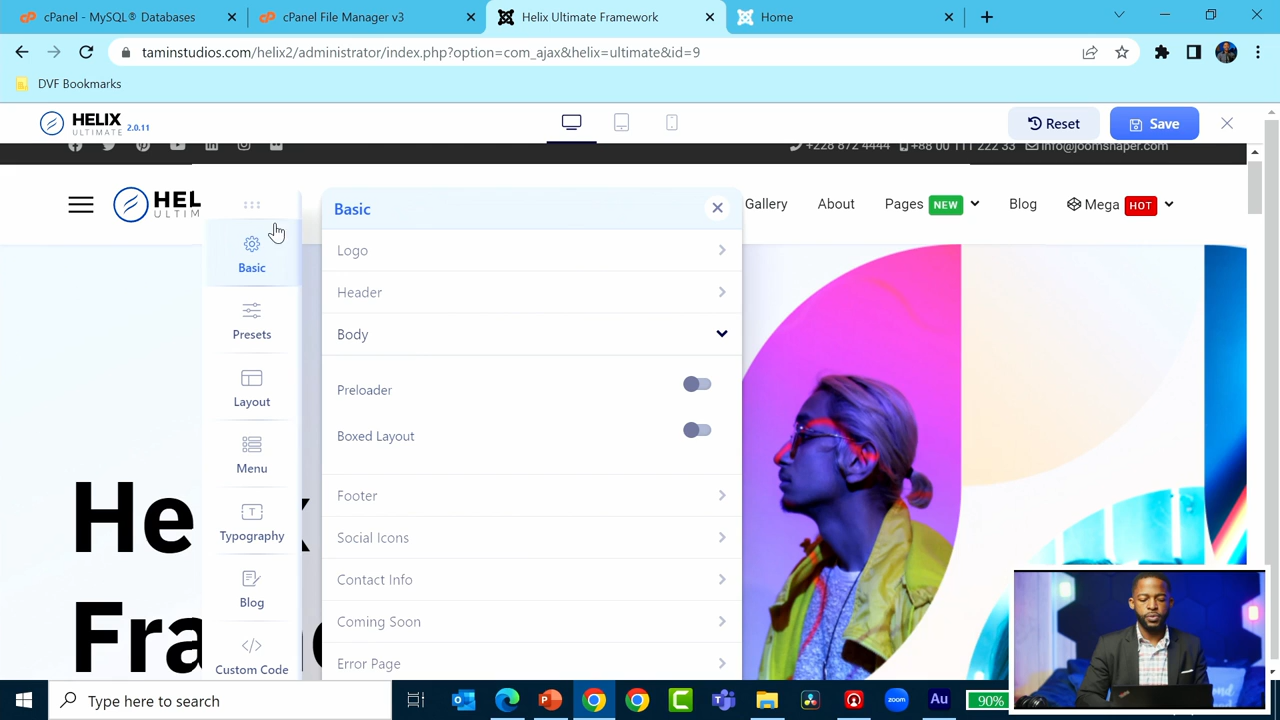 cPanel - MySQL® Databases
cPanel File Manager v3
Helix Ultimate Framework
Home
taminstudios.com/helix2/administrator/index.php?option=com_ajax&helix=ultimate&id=9
DVF Bookmarks
HELIX
ULTIMATE 2.0.11
Reset
Save
+228 872 4444
+88 00 111 222 33
info@joomshaper.com
HEL
ULTIM
Gallery
About
Pages NEW
Blog
Mega HOT
Basic
Presets
Layout
Menu
Typography
Blog
Custom Code
Basic
Logo
Header
Body
Preloader
Boxed Layout
Footer
Social Icons
Contact Info
Coming Soon
Error Page
He
Fra
Type here to search
zoom
Au
90%